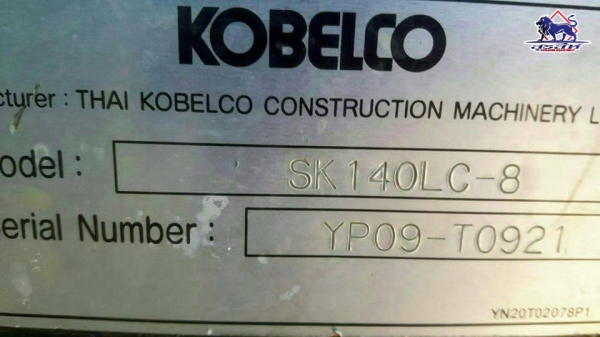 KOBELCO
cturer : THAI KOBELCO CONSTRUCTION MACHINERY L
odel : SK140LC-8
erial Number : YP09-T0921
YN20T02078P1